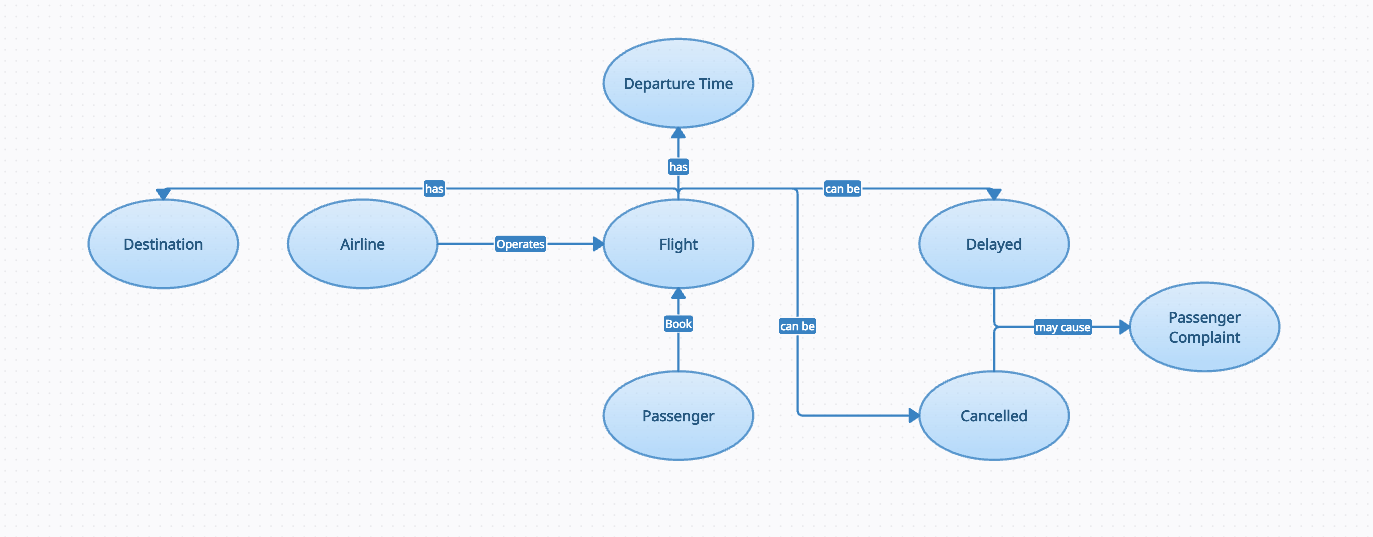 Departure Time
has
has
can be
Destination
Airline
Operates
Flight
Delayed
Book
can be
may cause
Passenger
Complaint
Passenger
Cancelled